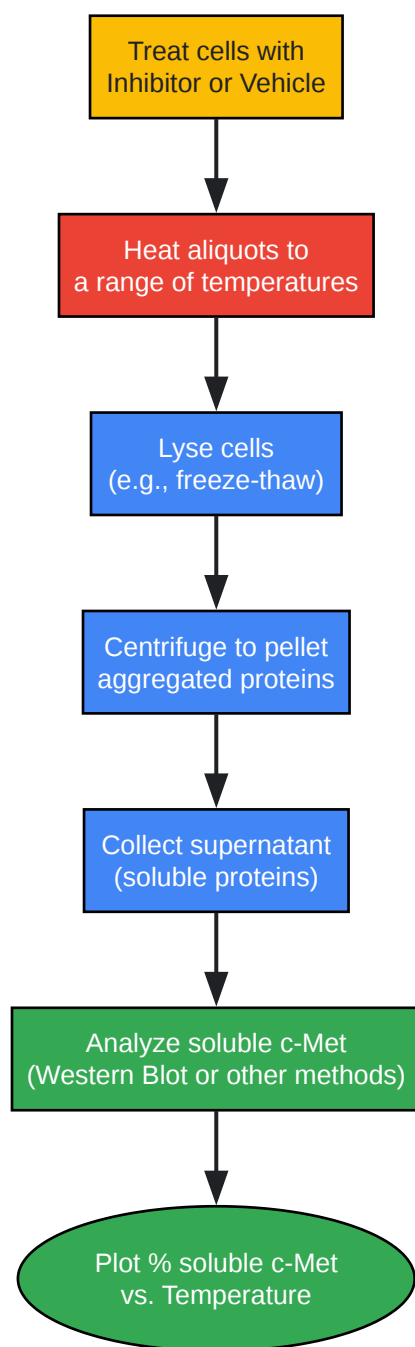 Treat cells with
Inhibitor or Vehicle
Heat aliquots to
a range of temperatures
Lyse cells
(e.g., freeze-thaw)
Centrifuge to pellet
aggregated proteins
Collect supernatant
(soluble proteins)
Analyze soluble c-Met
(Western Blot or other methods)
Plot % soluble c-Met
vs. Temperature